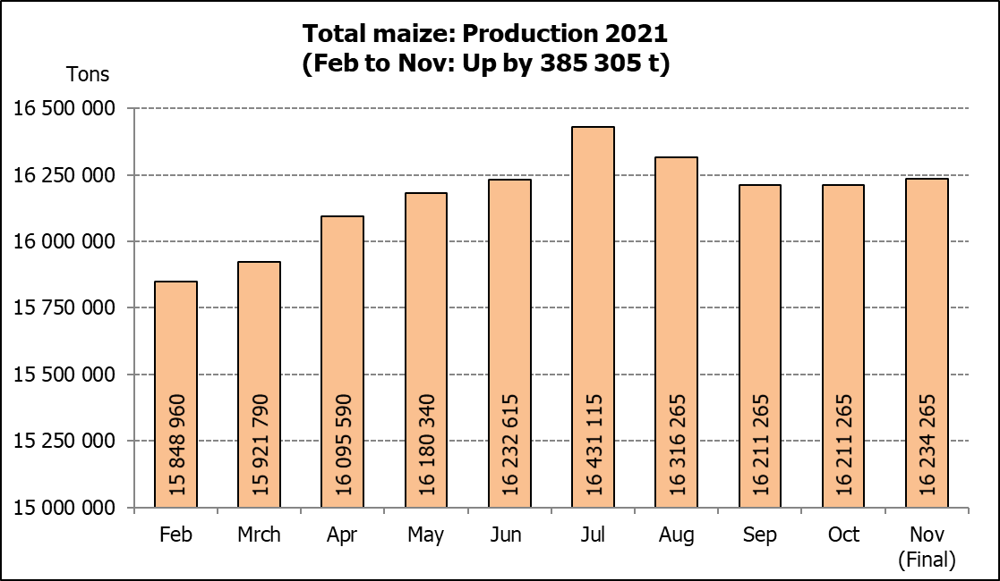 Total maize: Production 2021
(Feb to Nov: Up by 385 305 t)
Tons
16 500 000
16 250 000
16 000 000
15 750 000
15 500 000
15 250 000
15 000 000
15 848 960
15 921 790
16 095 590
16 180 340
16 232 615
16 431 115
16 316 265
16 211 265
16 211 265
16 234 265
Feb
Mrch
Apr
May
Jun
Jul
Aug
Sep
Oct
Nov
(Final)